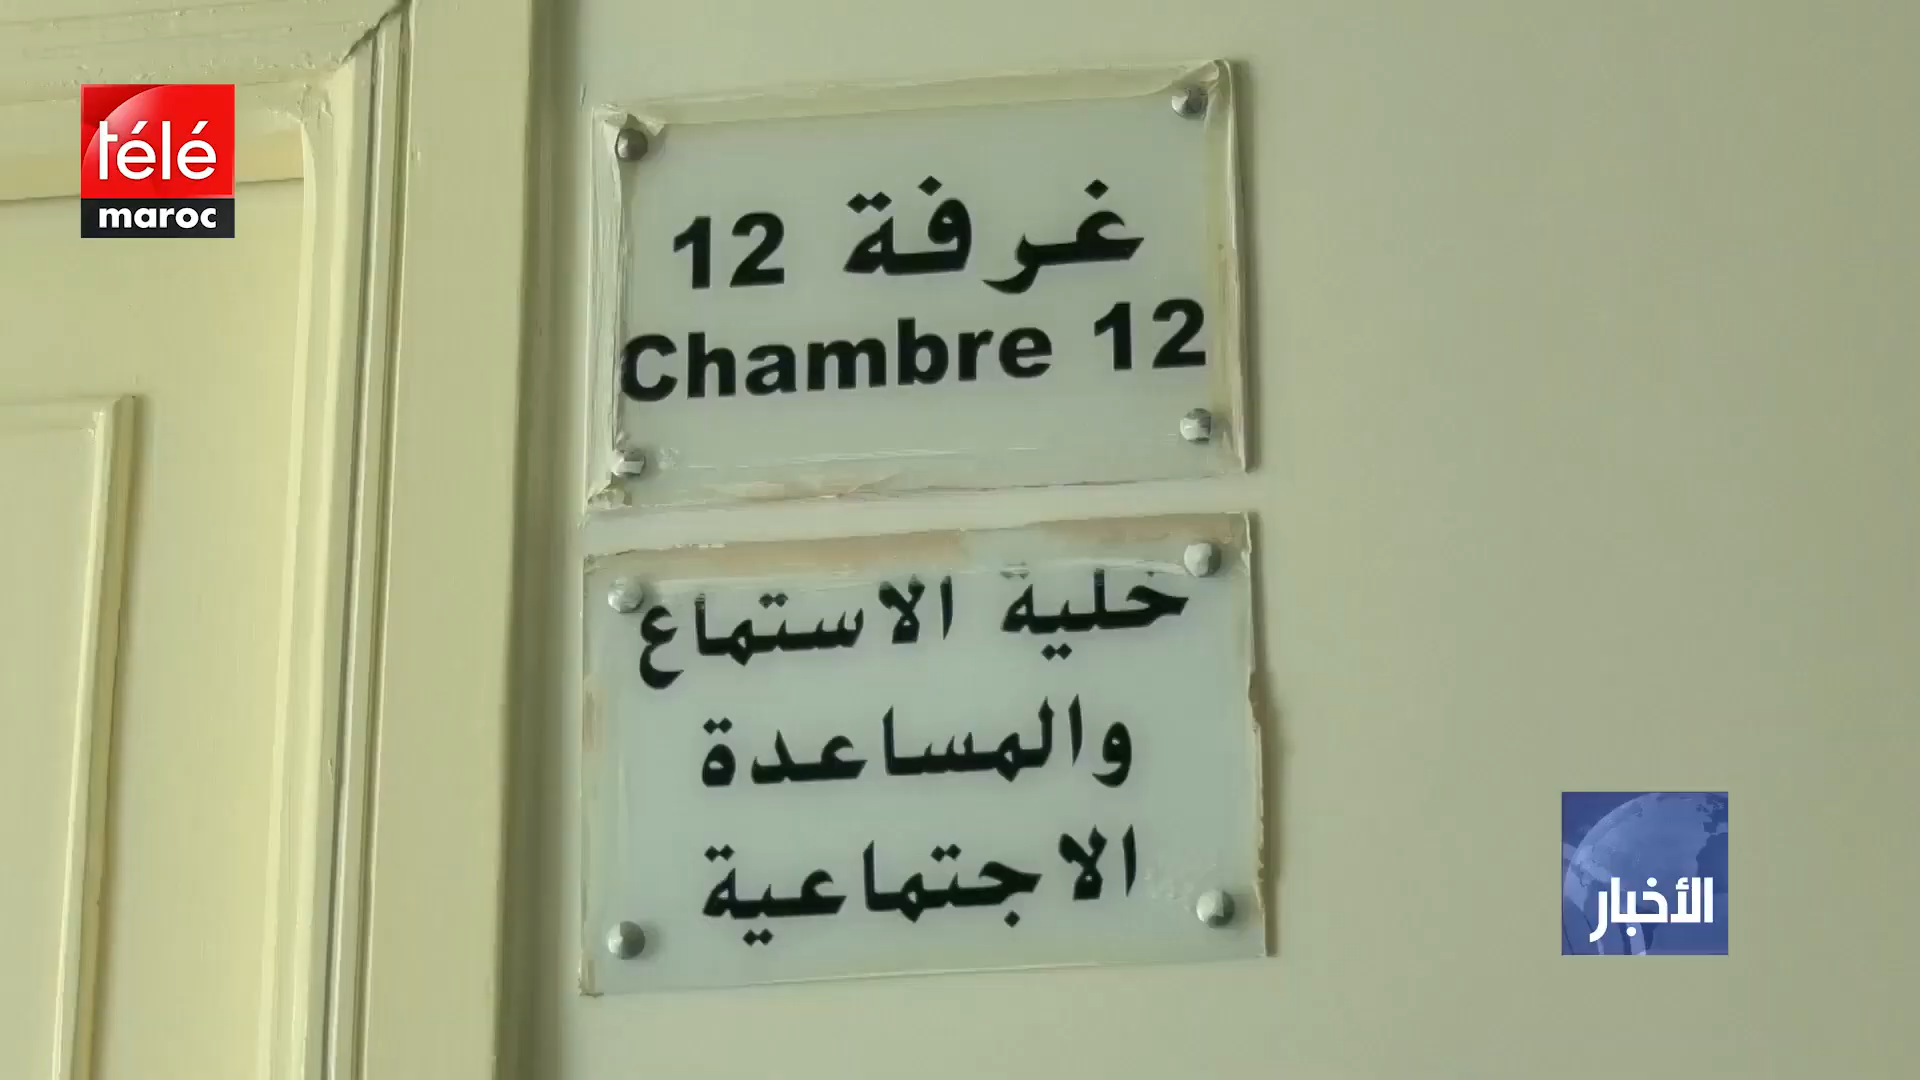 télé
maroc
غرفة 12
Chambre 12
خلية الاستماع
والمساعدة
الاجتماعية
الأخبار